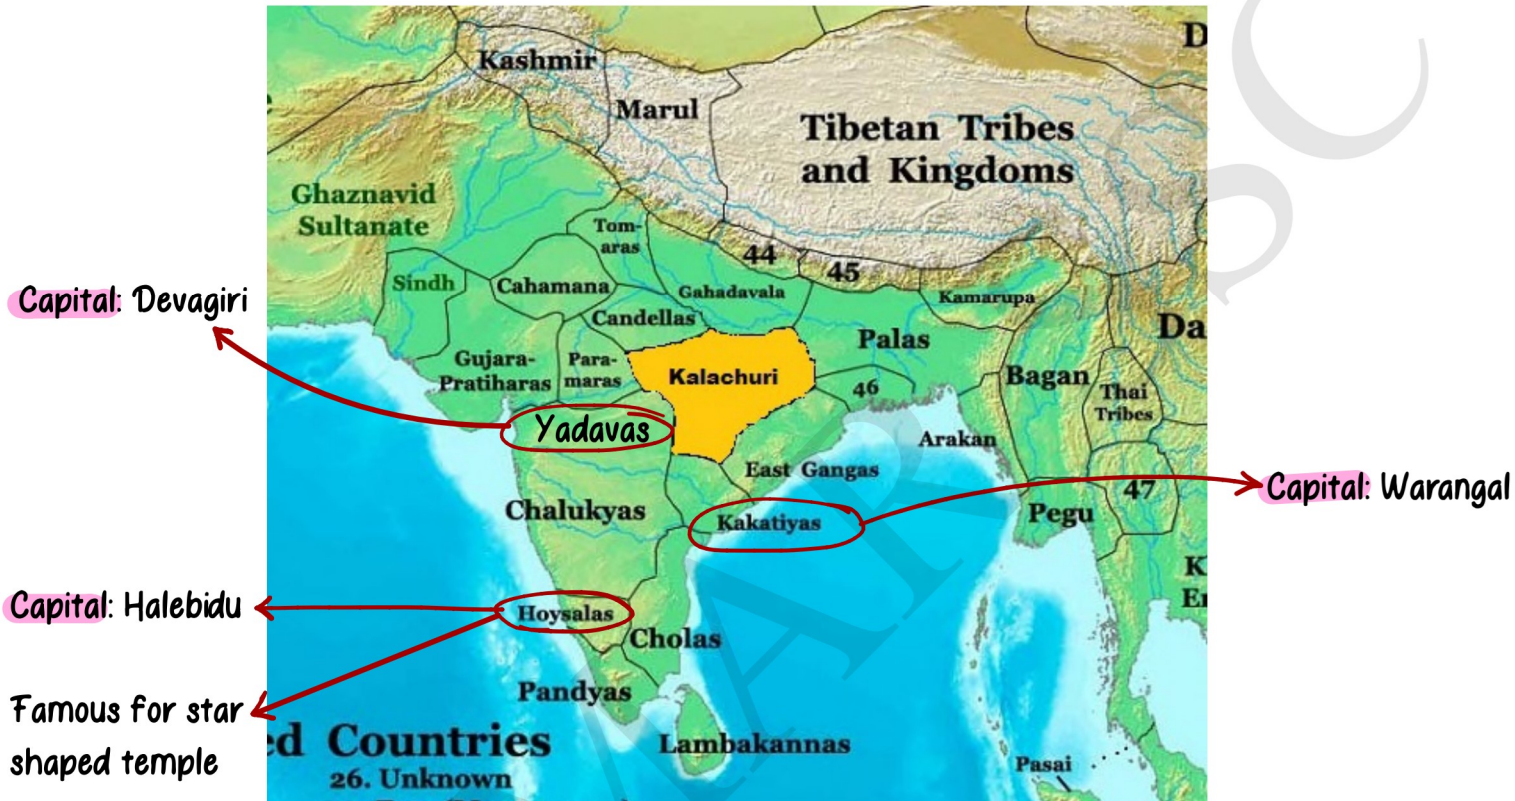 Kashmir
Marul
Tibetan Tribes
and Kingdoms
D
Ghaznavid
Sultanate
Tom-
aras
44
45
Sindh
Cahamana
Gahadavala
Kamarupa
Capital: Devagiri
Candellas
Palas
Da
Gujara-
Pratiharas
Para-
maras
Kalachuri
46
Bagan
Thai
Tribes
Yadavas
Arakan
East Gangas
Capital: Warangal
47
Chalukyas
Kakatiyas
Pegu
Capital: Halebidu
Hoysalas
K
Cholas
Pandyas
Famous for star
shaped temple
ed Countries
Lambakannas
26. Unknown
Pasai
SC
AR